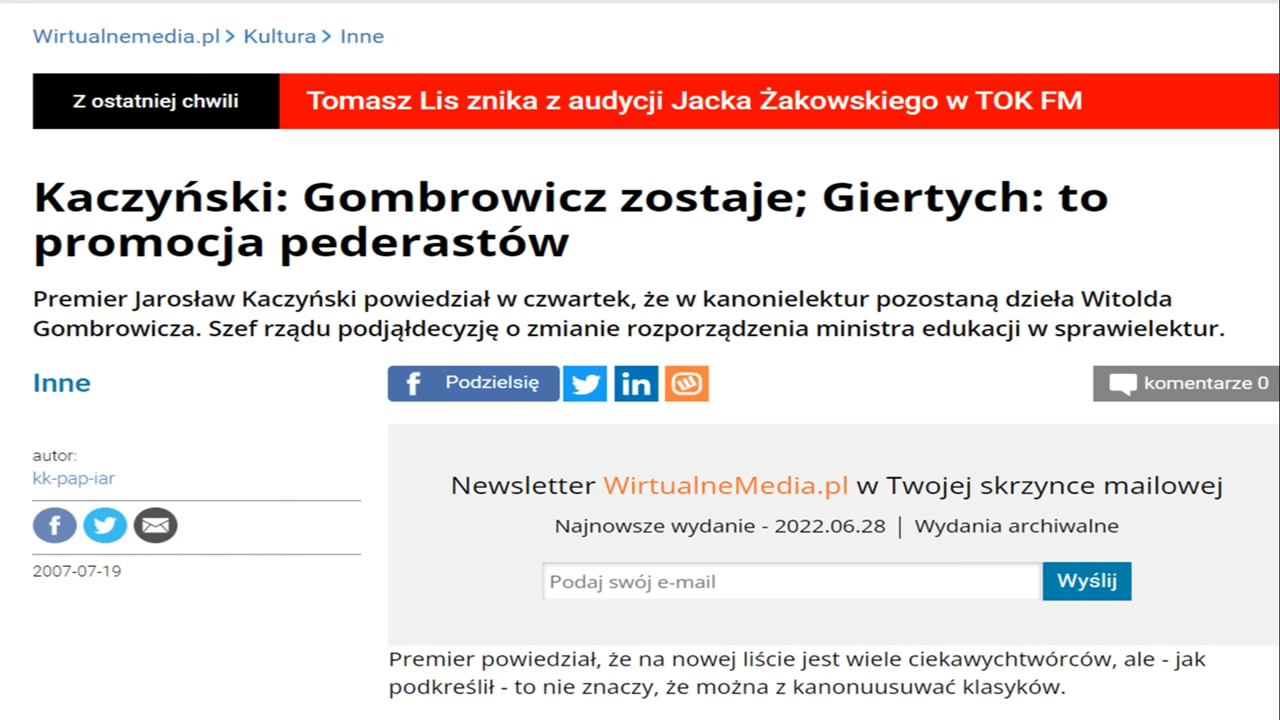 Wirtualnemedia.pl > Kultura > Inne
Z ostatniej chwili Tomasz Lis znika z audycji Jacka Żakowskiego w TOK FM
Kaczyński: Gombrowicz zostaje; Giertych: to
promocja pederastów
Premier Jarosław Kaczyński powiedział w czwartek, że w kanonielektur pozostaną dzieła Witolda
Gombrowicza. Szef rządu podjąłdecyzję o zmianie rozporządzenia ministra edukacji w sprawielektur.
Inne
f Podzielsię
in
komentarze 0
autor:
kk-pap-iar
f
2007-07-19
Newsletter WirtualneMedia.pl w Twojej skrzynce mailowej
Najnowsze wydanie - 2022.06.28 | Wydania archiwalne
Podaj swój e-mail Wyślij
Premier powiedział, że na nowej liście jest wiele ciekawychtwórców, ale - jak
podkreślił - to nie znaczy, że można z kanonuusuwać klasyków.